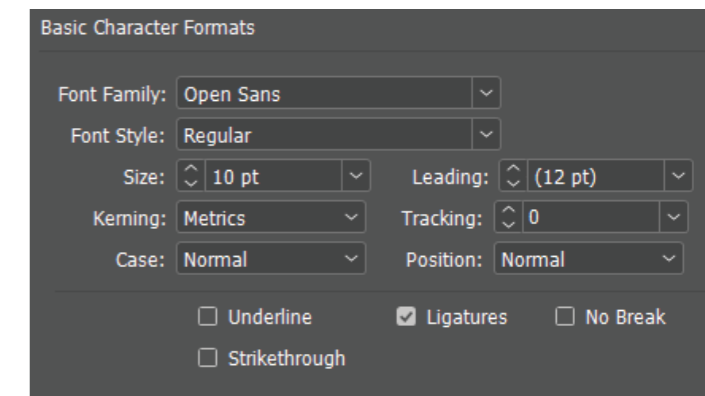 Basic Character Formats
Font Family: Open Sans
Font Style: Regular
Size: 10 pt Leading: (12 pt)
Kerning: Metrics Tracking: 0
Case: Normal Position: Normal
Underline Ligatures No Break
Strikethrough